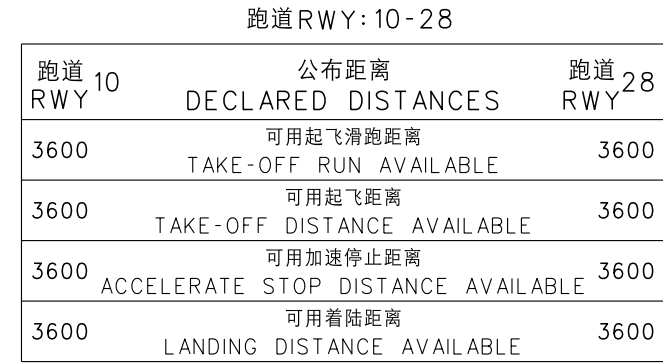 跑道RWY:10-28
跑道 RWY 10 公布距离 DECLARED DISTANCES 跑道 RWY 28
可用起飞滑跑距离
3600 TAKE-OFF RUN AVAILABLE 3600
可用起飞距离
3600 TAKE-OFF DISTANCE AVAILABLE 3600
可用加速停止距离
3600 ACCELERATE STOP DISTANCE AVAILABLE 3600
可用着陆距离
3600 LANDING DISTANCE AVAILABLE 3600